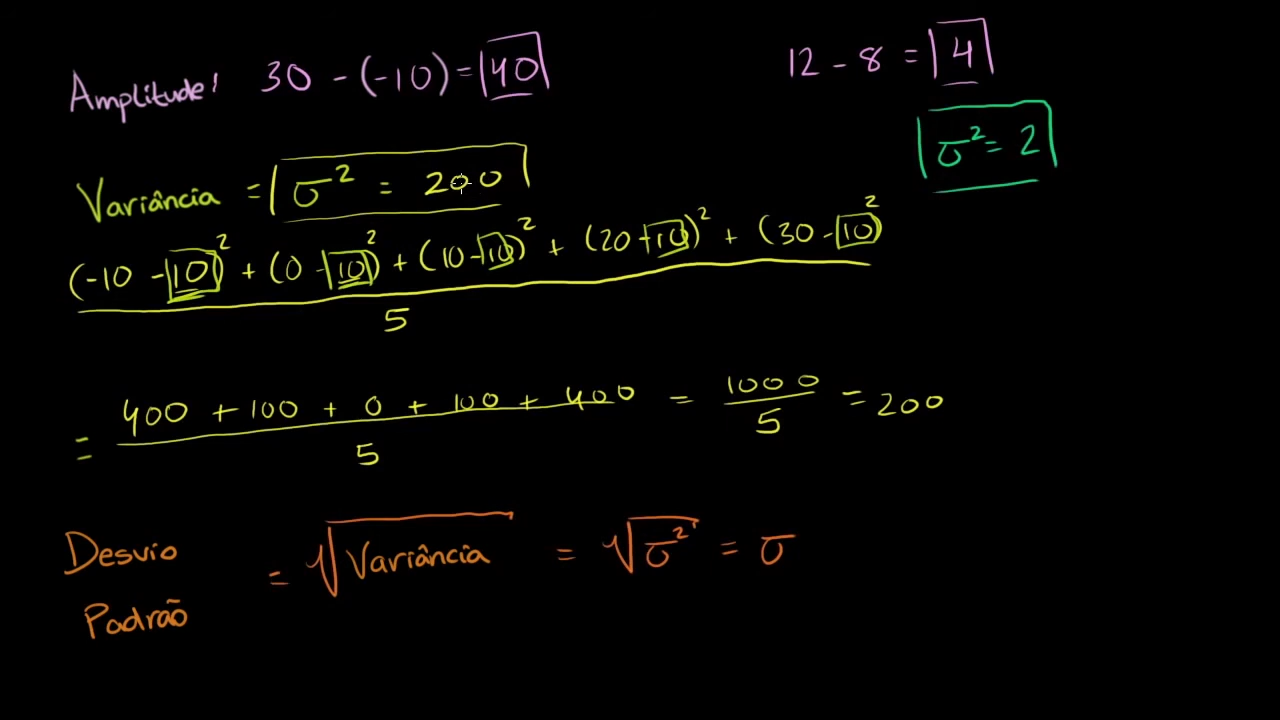 Amplitude: 30 - (-10) = 40
12 - 8 = 4
σ² = 2
Variância = σ² = 200
(-10 - 10)² + (0 - 10)² + (10 - 10)² + (20 - 10)² + (30 - 10)²
5
= 400 + 100 + 0 + 100 + 400 = 1000 = 200
5 5
Desvio Padrão = √Variância = √σ² = σ